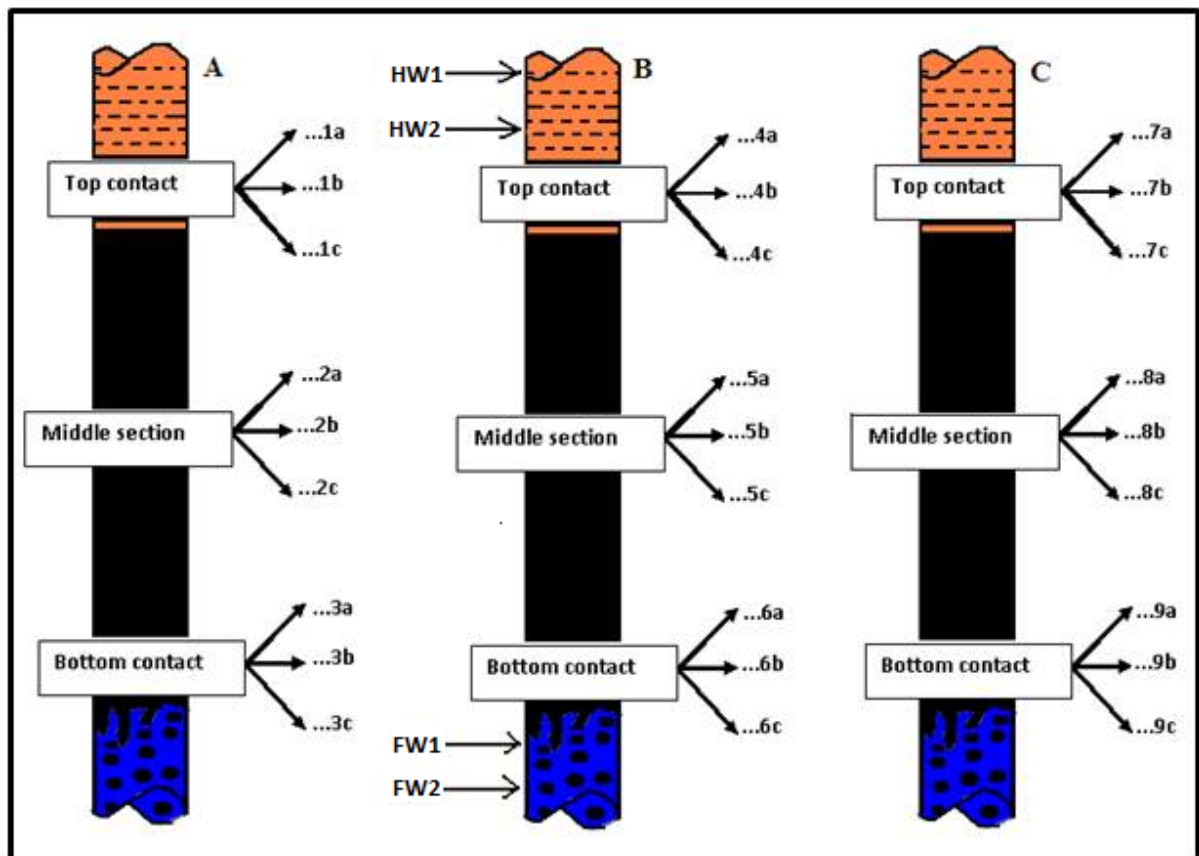 A
...1a
Top contact
...1b
...1c
...2a
Middle section
...2b
...2c
...3a
Bottom contact
...3b
...3c
HW1
B
HW2
...4a
Top contact
...4b
...4c
...5a
Middle section
...5b
...5c
...6a
Bottom contact
...6b
...6c
FW1
FW2
C
...7a
Top contact
...7b
...7c
...8a
Middle section
...8b
...8c
...9a
Bottom contact
...9b
...9c